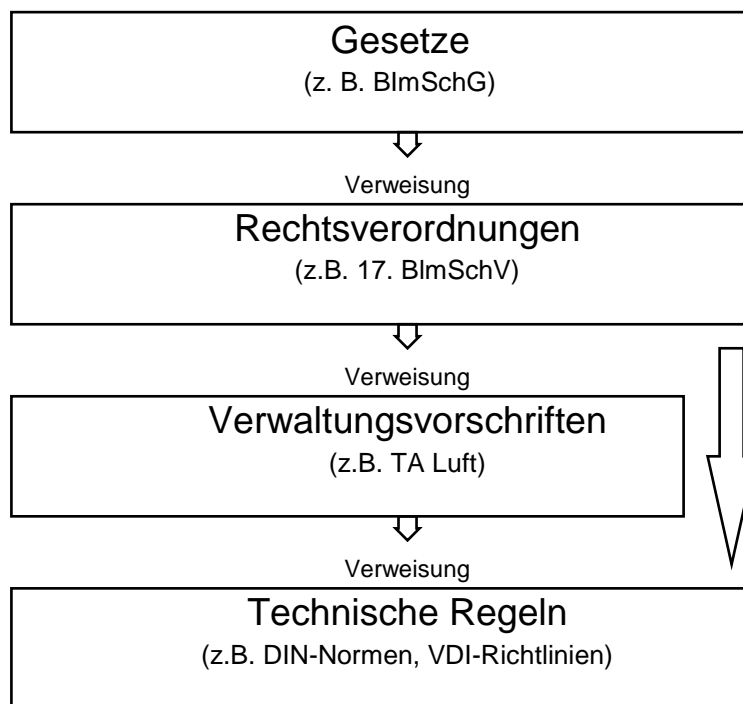 Gesetze
(z. B. BImSchG)
Verweisung
Rechtsverordnungen
(z.B. 17. BImSchV)
Verweisung
Verwaltungsvorschriften
(z.B. TA Luft)
Verweisung
Technische Regeln
(z.B. DIN-Normen, VDI-Richtlinien)